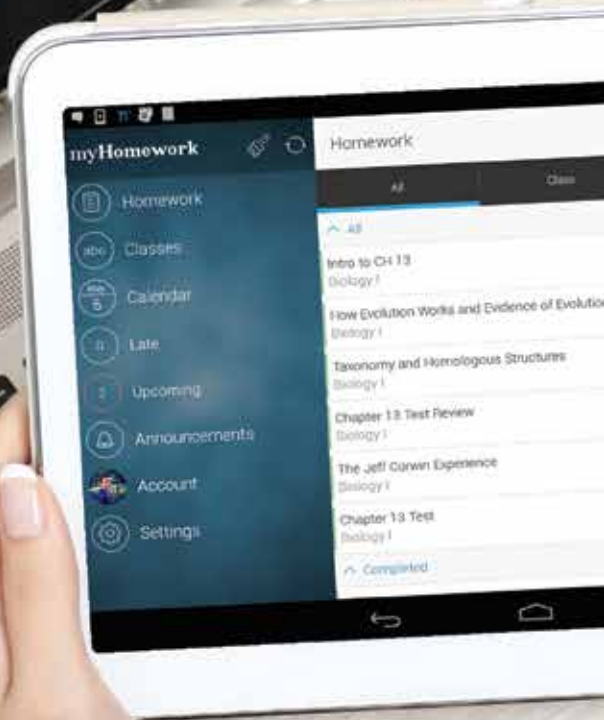 myHomework
Homework
abc
Classes
Calendar
Late
Upcoming
Announcements
Account
Settings
Homework
All
Class
All
Intro to CH 13
Biology I
How Evolution Works and Evidence of Evolution
Biology I
Taxonomy and Homologous Structures
Biology I
Chapter 13 Test Review
Biology I
The Jeff Corwin Experience
Biology I
Chapter 13 Test
Biology I
Completed